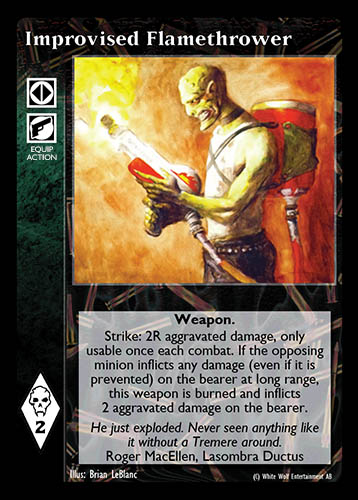 Improvised Flamethrower
EQUIP
ACTION
Weapon.
Strike: 2R aggravated damage, only
usable once each combat. If the opposing
minion inflicts any damage (even if it is
prevented) on the bearer at long range,
this weapon is burned and inflicts
2 aggravated damage on the bearer.
He just exploded. Never seen anything like
it without a Tremere around.
Roger MacEllen, Lasombra Ductus
2
Illus: Brian LeBlanc
(C) White Wolf Entertainment AB